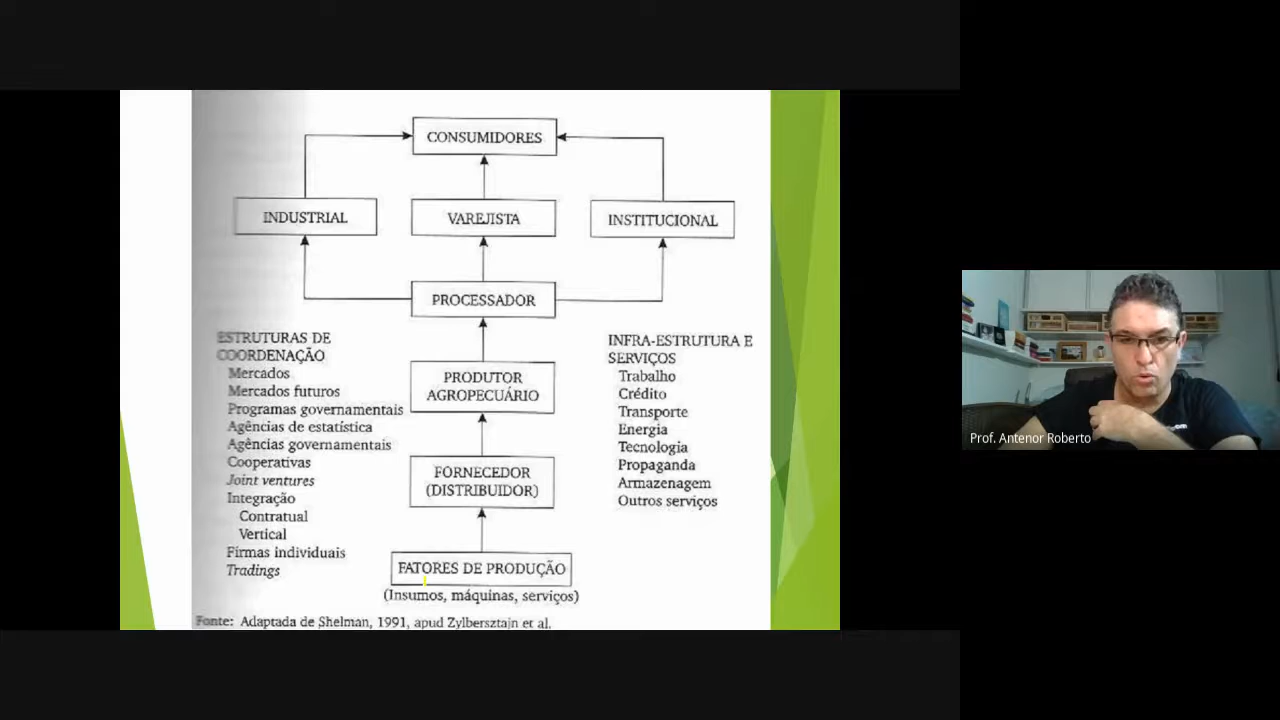 CONSUMIDORES
INDUSTRIAL
VAREJISTA
INSTITUCIONAL
PROCESSADOR
PRODUTOR
AGROPECUÁRIO
FORNECEDOR
(DISTRIBUIDOR)
FATORES DE PRODUÇÃO
(Insumos, máquinas, serviços)
ESTRUTURAS DE
COORDENAÇÃO
Mercados
Mercados futuros
Programas governamentais
Agências de estatística
Agências governamentais
Cooperativas
Joint ventures
Integração
Contratual
Vertical
Firmas individuais
Tradings
INFRA-ESTRUTURA E
SERVIÇOS
Trabalho
Crédito
Transporte
Energia
Tecnologia
Propaganda
Armazenagem
Outros serviços
Fonte: Adaptada de Shelman, 1991, apud Zylbersztajn et al.
Prof. Antenor Roberto